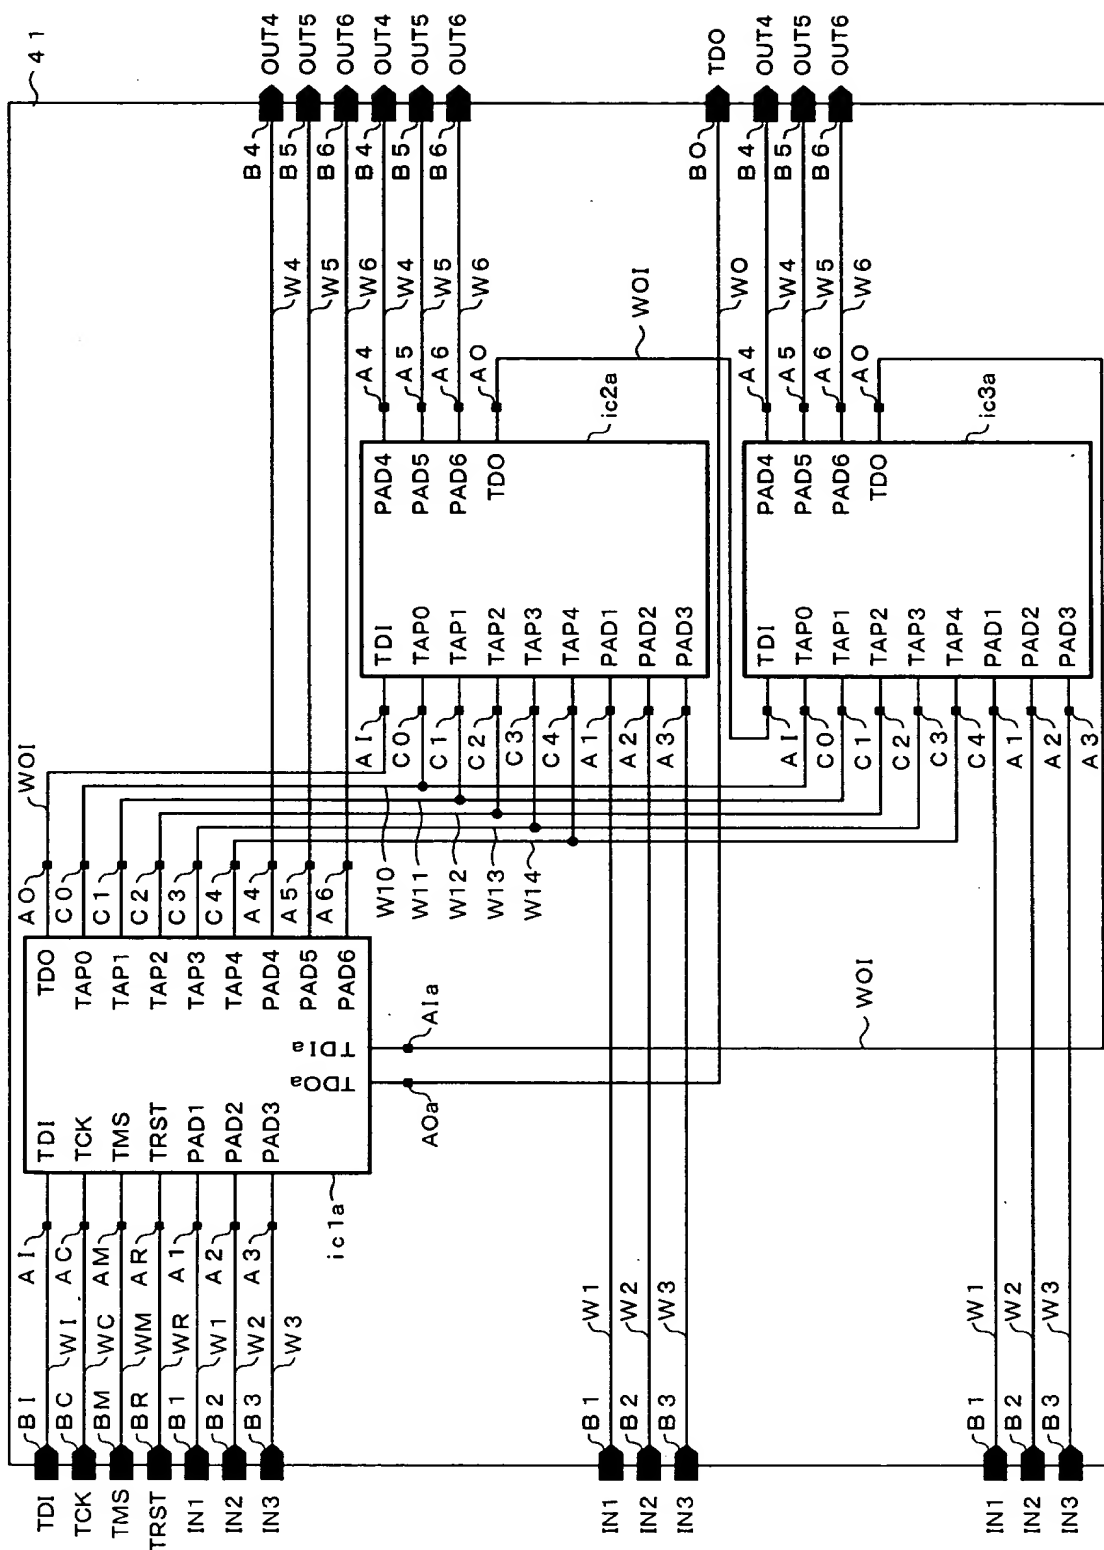 41
TDI
BI
WI
AI
TDI
TCK
BC
WC
AC
TCK
TMS
BM
WM
AM
TMS
TRST
BR
WR
AR
TRST
IN1
B1
W1
A1
PAD1
IN2
B2
W2
A2
PAD2
IN3
B3
W3
A3
PAD3
ic1a
TDOa
TDIa
AOa
AIa
TDO
AO
WOI
TAP0
C0
TAP1
C1
TAP2
C2
TAP3
C3
TAP4
C4
PAD4
A4
W4
B4
OUT4
PAD5
A5
W5
B5
OUT5
PAD6
A6
W6
B6
OUT6
W10
W11
W12
W13
W14
AI
TDI
C0
TAP0
C1
TAP1
C2
TAP2
C3
TAP3
C4
TAP4
IN1
B1
W1
A1
PAD1
IN2
B2
W2
A2
PAD2
IN3
B3
W3
A3
PAD3
PAD4
A4
W4
B4
OUT4
PAD5
A5
W5
B5
OUT5
PAD6
A6
W6
B6
OUT6
TDO
AO
WOI
ic2a
WO
BO
TDO
AI
TDI
C0
TAP0
C1
TAP1
C2
TAP2
C3
TAP3
C4
TAP4
IN1
B1
W1
A1
PAD1
IN2
B2
W2
A2
PAD2
IN3
B3
W3
A3
PAD3
PAD4
A4
W4
B4
OUT4
PAD5
A5
W5
B5
OUT5
PAD6
A6
W6
B6
OUT6
TDO
AO
ic3a
WOI